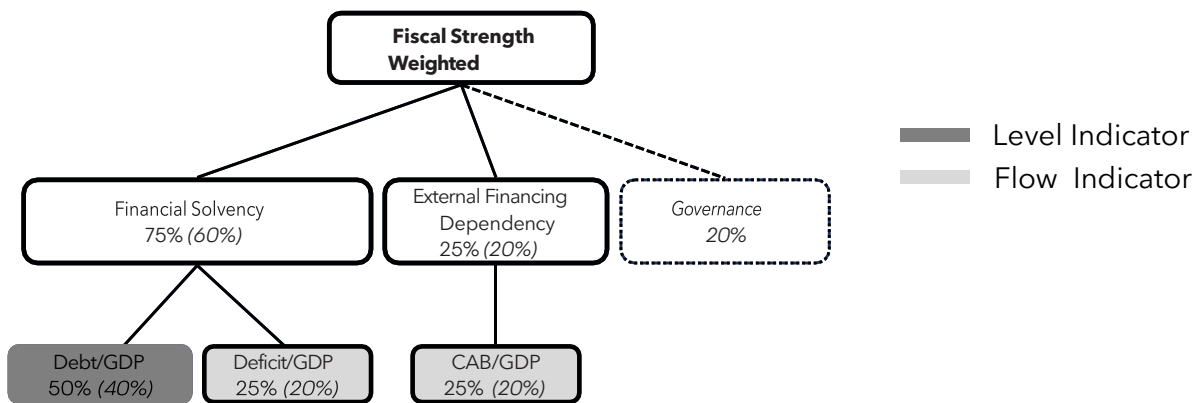 Fiscal Strength
Weighted
Level Indicator
Flow Indicator
Financial Solvency
75% (60%)
External Financing
Dependency
25% (20%)
Governance
20%
Debt/GDP
50% (40%)
Deficit/GDP
25% (20%)
CAB/GDP
25% (20%)